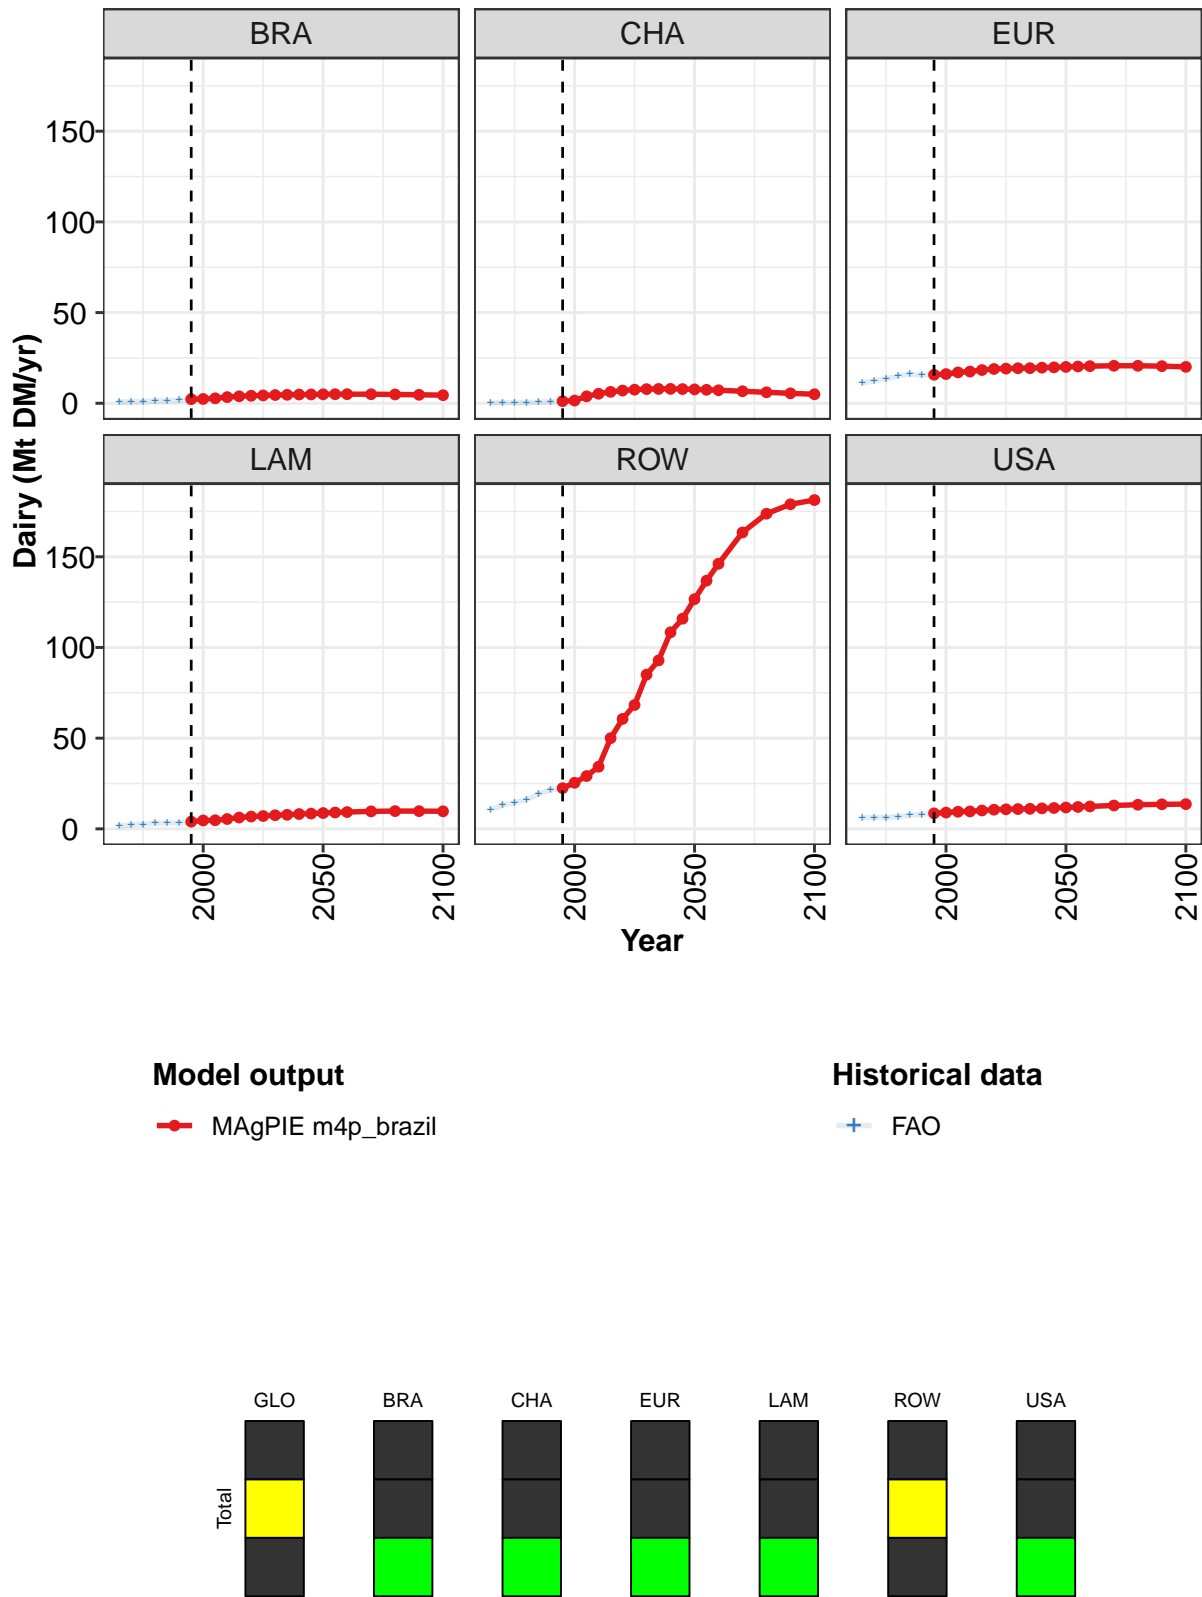 BRA CHA EUR
150
100
50
0
Dairy (Mt DM/yr)
LAM ROW USA
150
100
50
0
2000 2050 2100 2000 2050 2100 2000 2050 2100
Year
Model output Historical data
MAgPIE m4p_brazil FAO
GLO BRA CHA EUR LAM ROW USA
Total